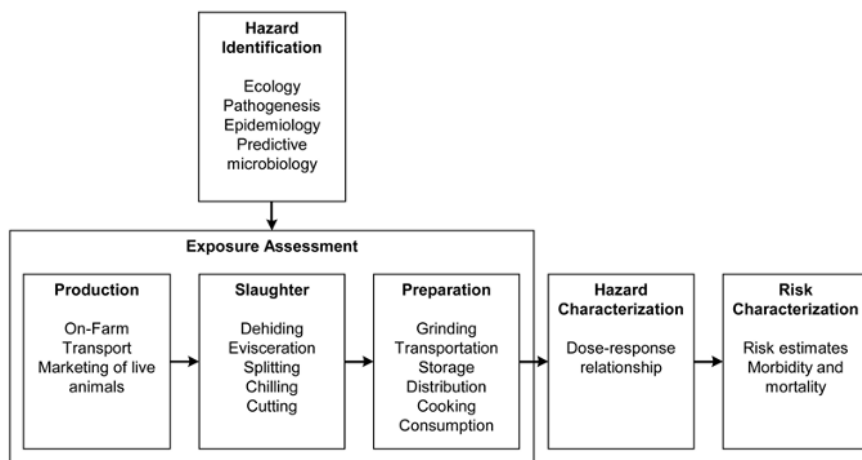 Hazard
Identification
Ecology
Pathogenesis
Epidemiology
Predictive
microbiology
Exposure Assessment
Production
On-Farm
Transport
Marketing of live
animals
Slaughter
Dehiding
Evisceration
Splitting
Chilling
Cutting
Preparation
Grinding
Transportation
Storage
Distribution
Cooking
Consumption
Hazard
Characterization
Dose-response
relationship
Risk
Characterization
Risk estimates
Morbidity and
mortality